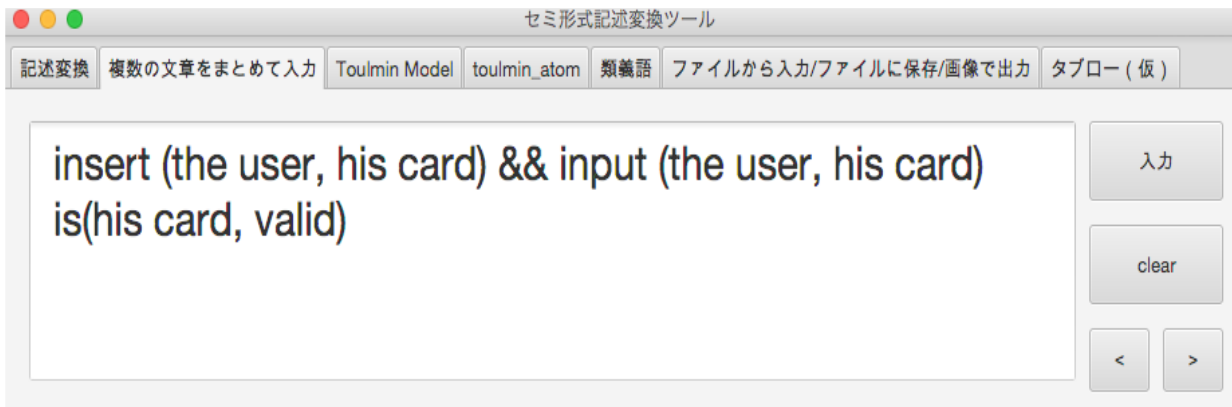 セミ形式記述変換ツール
記述変換 複数の文章をまとめて入力 Toulmin Model toulmin_atom 類義語 ファイルから入力/ファイルに保存/画像で出力 タブロー ( 仮 )
insert (the user, his card) && input (the user, his card)
is(his card, valid)
入力
clear
< >